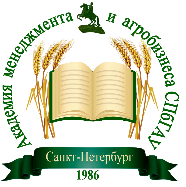 Академия менеджмента и агробизнеса СПбГАУ
Санкт-Петербург
1986